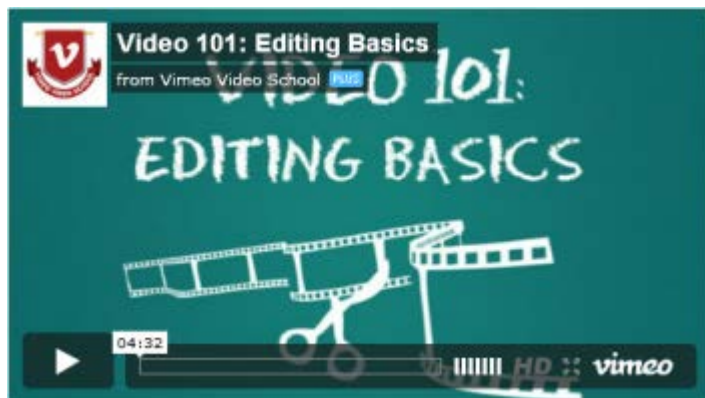 Video 101: Editing Basics
from Vimeo Video School PLUS
VIDEO 101:
EDITING BASICS
04:32
HD vimeo